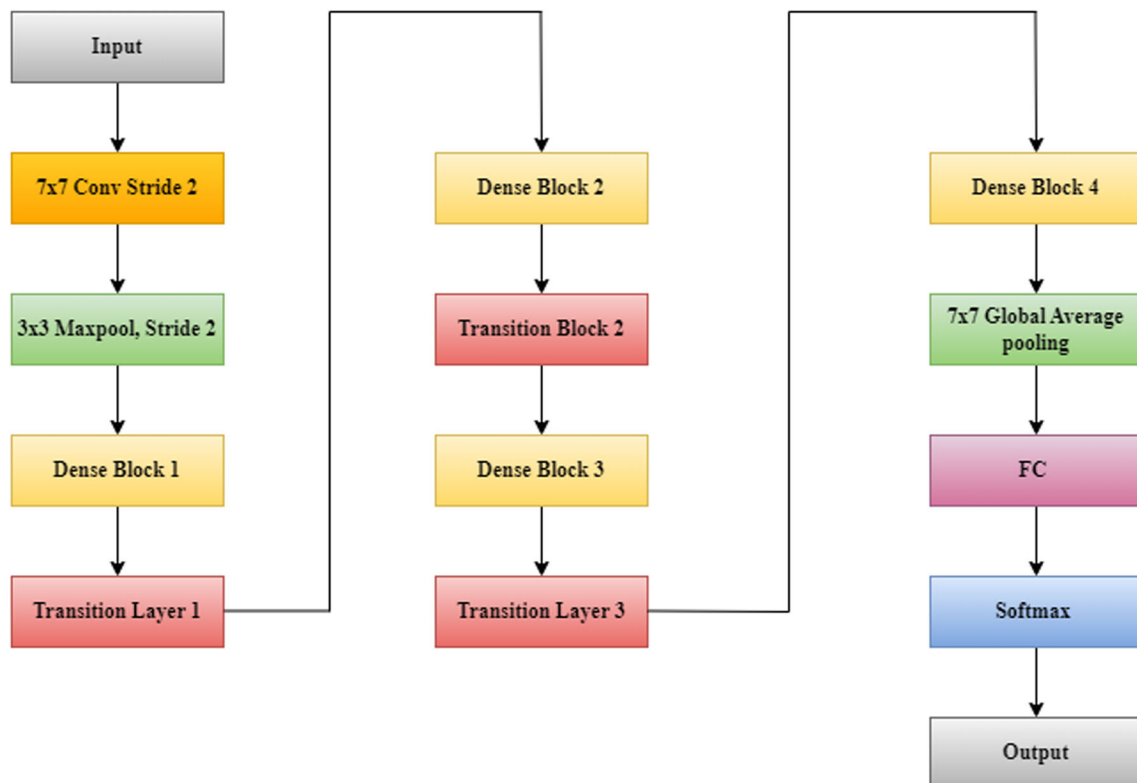 Input
7x7 Conv Stride 2
3x3 Maxpool, Stride 2
Dense Block 1
Transition Layer 1
Dense Block 2
Transition Block 2
Dense Block 3
Transition Layer 3
Dense Block 4
7x7 Global Average
pooling
FC
Softmax
Output